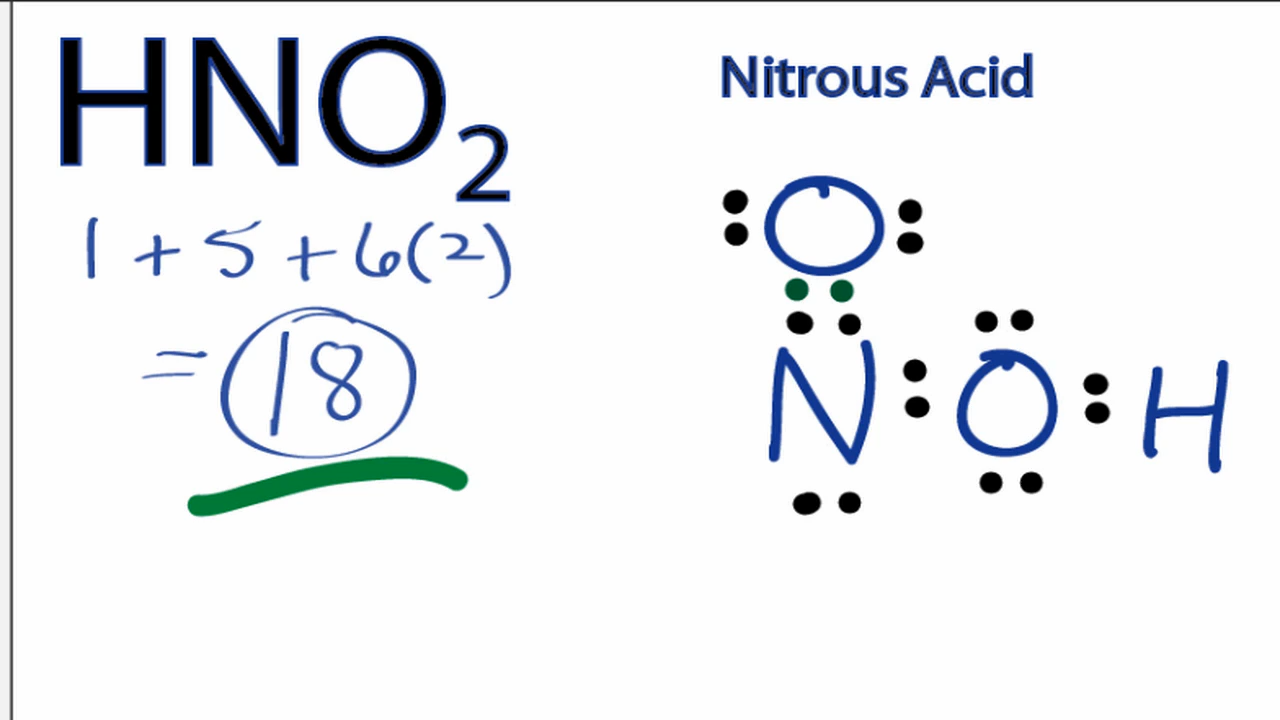 HNO₂
1 + 5 + 6(2)
= 18
Nitrous Acid
O
N O H